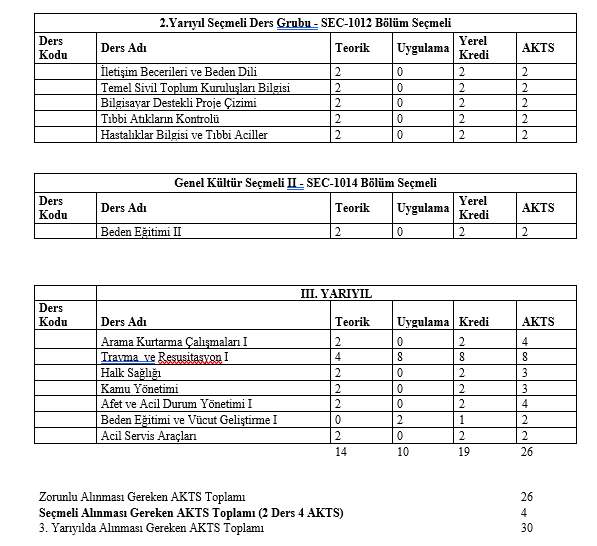 2.Yarıyıl Seçmeli Ders Grubu - SEC-1012 Bölüm Seçmeli
Ders Kodu Ders Adı Teorik Uygulama Yerel Kredi AKTS
İletişim Becerileri ve Beden Dili 2 0 2 2
Temel Sivil Toplum Kuruluşları Bilgisi 2 0 2 2
Bilgisayar Destekli Proje Çizimi 2 0 2 2
Tıbbi Atıkların Kontrolü 2 0 2 2
Hastalıklar Bilgisi ve Tıbbi Aciller 2 0 2 2
Genel Kültür Seçmeli II - SEC-1014 Bölüm Seçmeli
Ders Kodu Ders Adı Teorik Uygulama Yerel Kredi AKTS
Beden Eğitimi II 2 0 2 2
III. YARIYIL
Ders Kodu Ders Adı Teorik Uygulama Kredi AKTS
Arama Kurtarma Çalışmaları I 2 0 2 4
Travma ve Resusitasyon I 4 8 8 8
Halk Sağlığı 2 0 2 3
Kamu Yönetimi 2 0 2 3
Afet ve Acil Durum Yönetimi I 2 0 2 4
Beden Eğitimi ve Vücut Geliştirme I 0 2 1 2
Acil Servis Araçları 2 0 2 2
14 10 19 26
Zorunlu Alınması Gereken AKTS Toplamı 26
Seçmeli Alınması Gereken AKTS Toplamı (2 Ders 4 AKTS) 4
3. Yarıyılda Alınması Gereken AKTS Toplamı 30